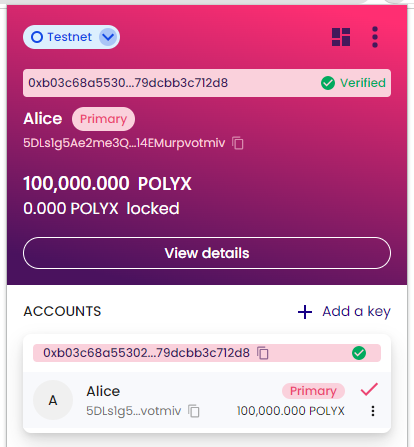 Testnet
0xb03c68a5530...79dcbb3c712d8 Verified
Alice Primary
5DLs1g5Ae2me3Q...14EMurpvotmiv
100,000.000 POLYX
0.000 POLYX locked
View details
ACCOUNTS + Add a key
0xb03c68a55302...79dcbb3c712d8
A Alice Primary
5DLs1g5...votmiv 100,000.000 POLYX